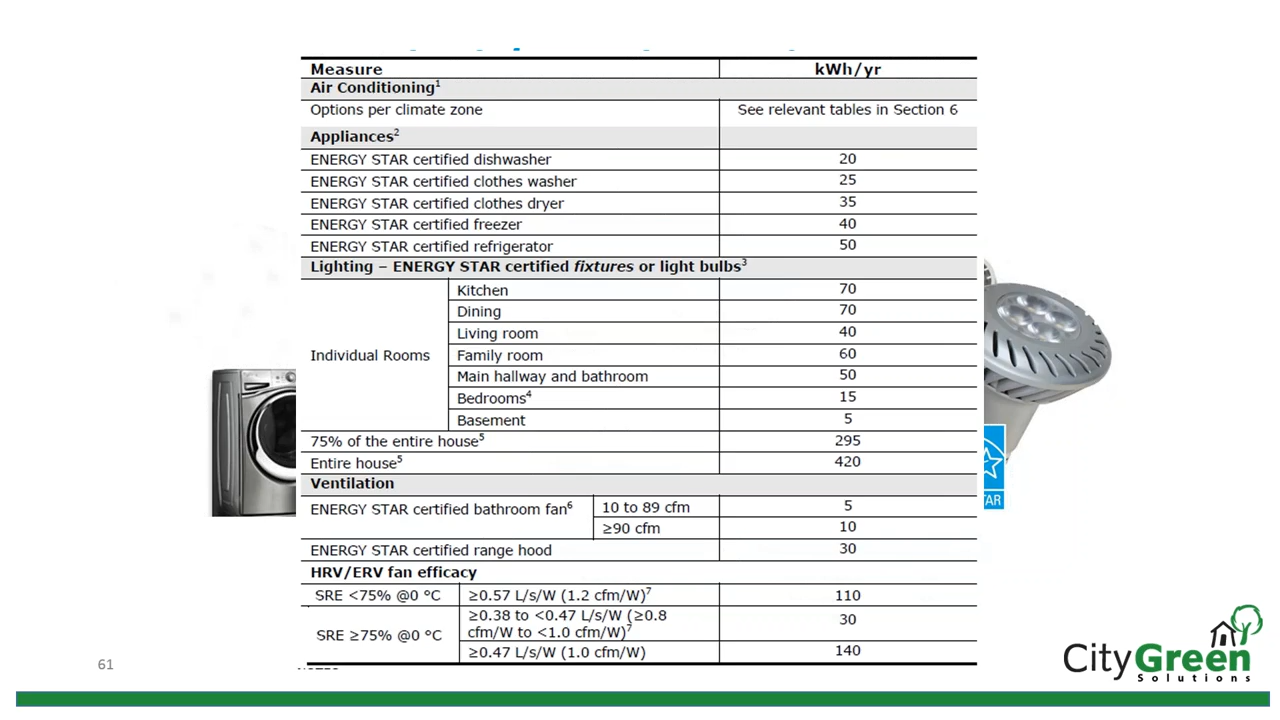 Measure kWh/yr
Air Conditioning¹
Options per climate zone See relevant tables in Section 6
Appliances²
ENERGY STAR certified dishwasher 20
ENERGY STAR certified clothes washer 25
ENERGY STAR certified clothes dryer 35
ENERGY STAR certified freezer 40
ENERGY STAR certified refrigerator 50
Lighting – ENERGY STAR certified fixtures or light bulbs³
Individual Rooms
Kitchen 70
Dining 70
Living room 40
Family room 60
Main hallway and bathroom 50
Bedrooms⁴ 15
Basement 5
75% of the entire house⁵ 295
Entire house⁵ 420
Ventilation
ENERGY STAR certified bathroom fan⁶ 10 to 89 cfm 5
≥90 cfm 10
ENERGY STAR certified range hood 30
HRV/ERV fan efficacy
SRE <75% @0 °C ≥0.57 L/s/W (1.2 cfm/W)⁷ 110
SRE ≥75% @0 °C
≥0.38 to <0.47 L/s/W (≥0.8
cfm/W to <1.0 cfm/W)⁷ 30
≥0.47 L/s/W (1.0 cfm/W) 140
TAR
61
CityGreen
Solutions